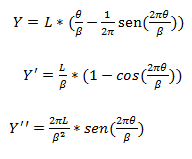 Y = L * (θ/β − 1/2π sen(2πθ/β))
Y′ = L/β * (1 − cos(2πθ/β))
Y′′ = 2πL/β² * sen(2πθ/β)